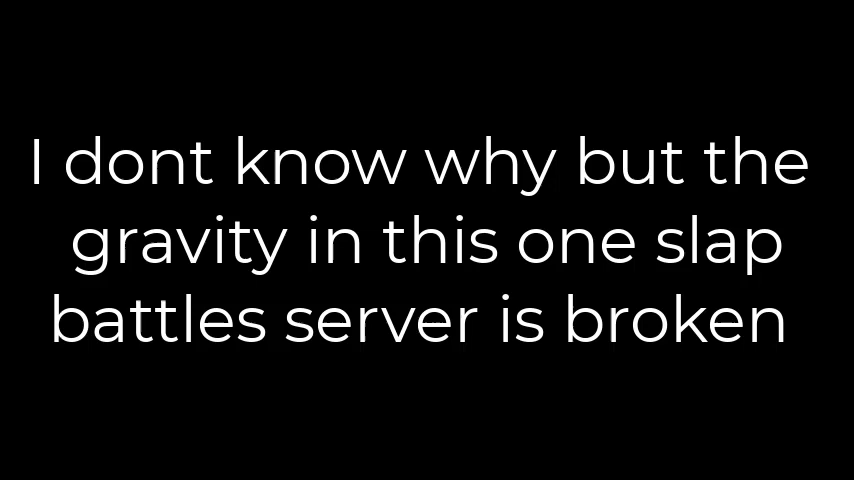 I dont know why but the
gravity in this one slap
battles server is broken